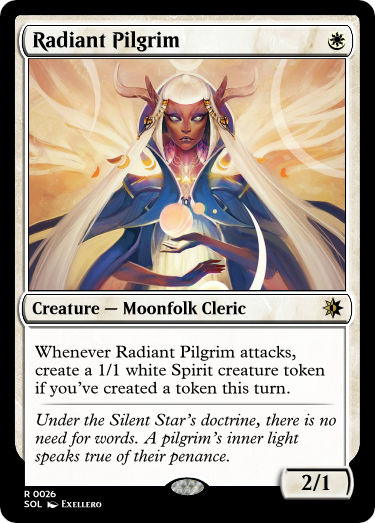 Radiant Pilgrim
Creature — Moonfolk Cleric
Whenever Radiant Pilgrim attacks,
create a 1/1 white Spirit creature token
if you've created a token this turn.
Under the Silent Star's doctrine, there is no
need for words. A pilgrim's inner light
speaks true of their penance.
2/1
R 0026
SOL Exellero